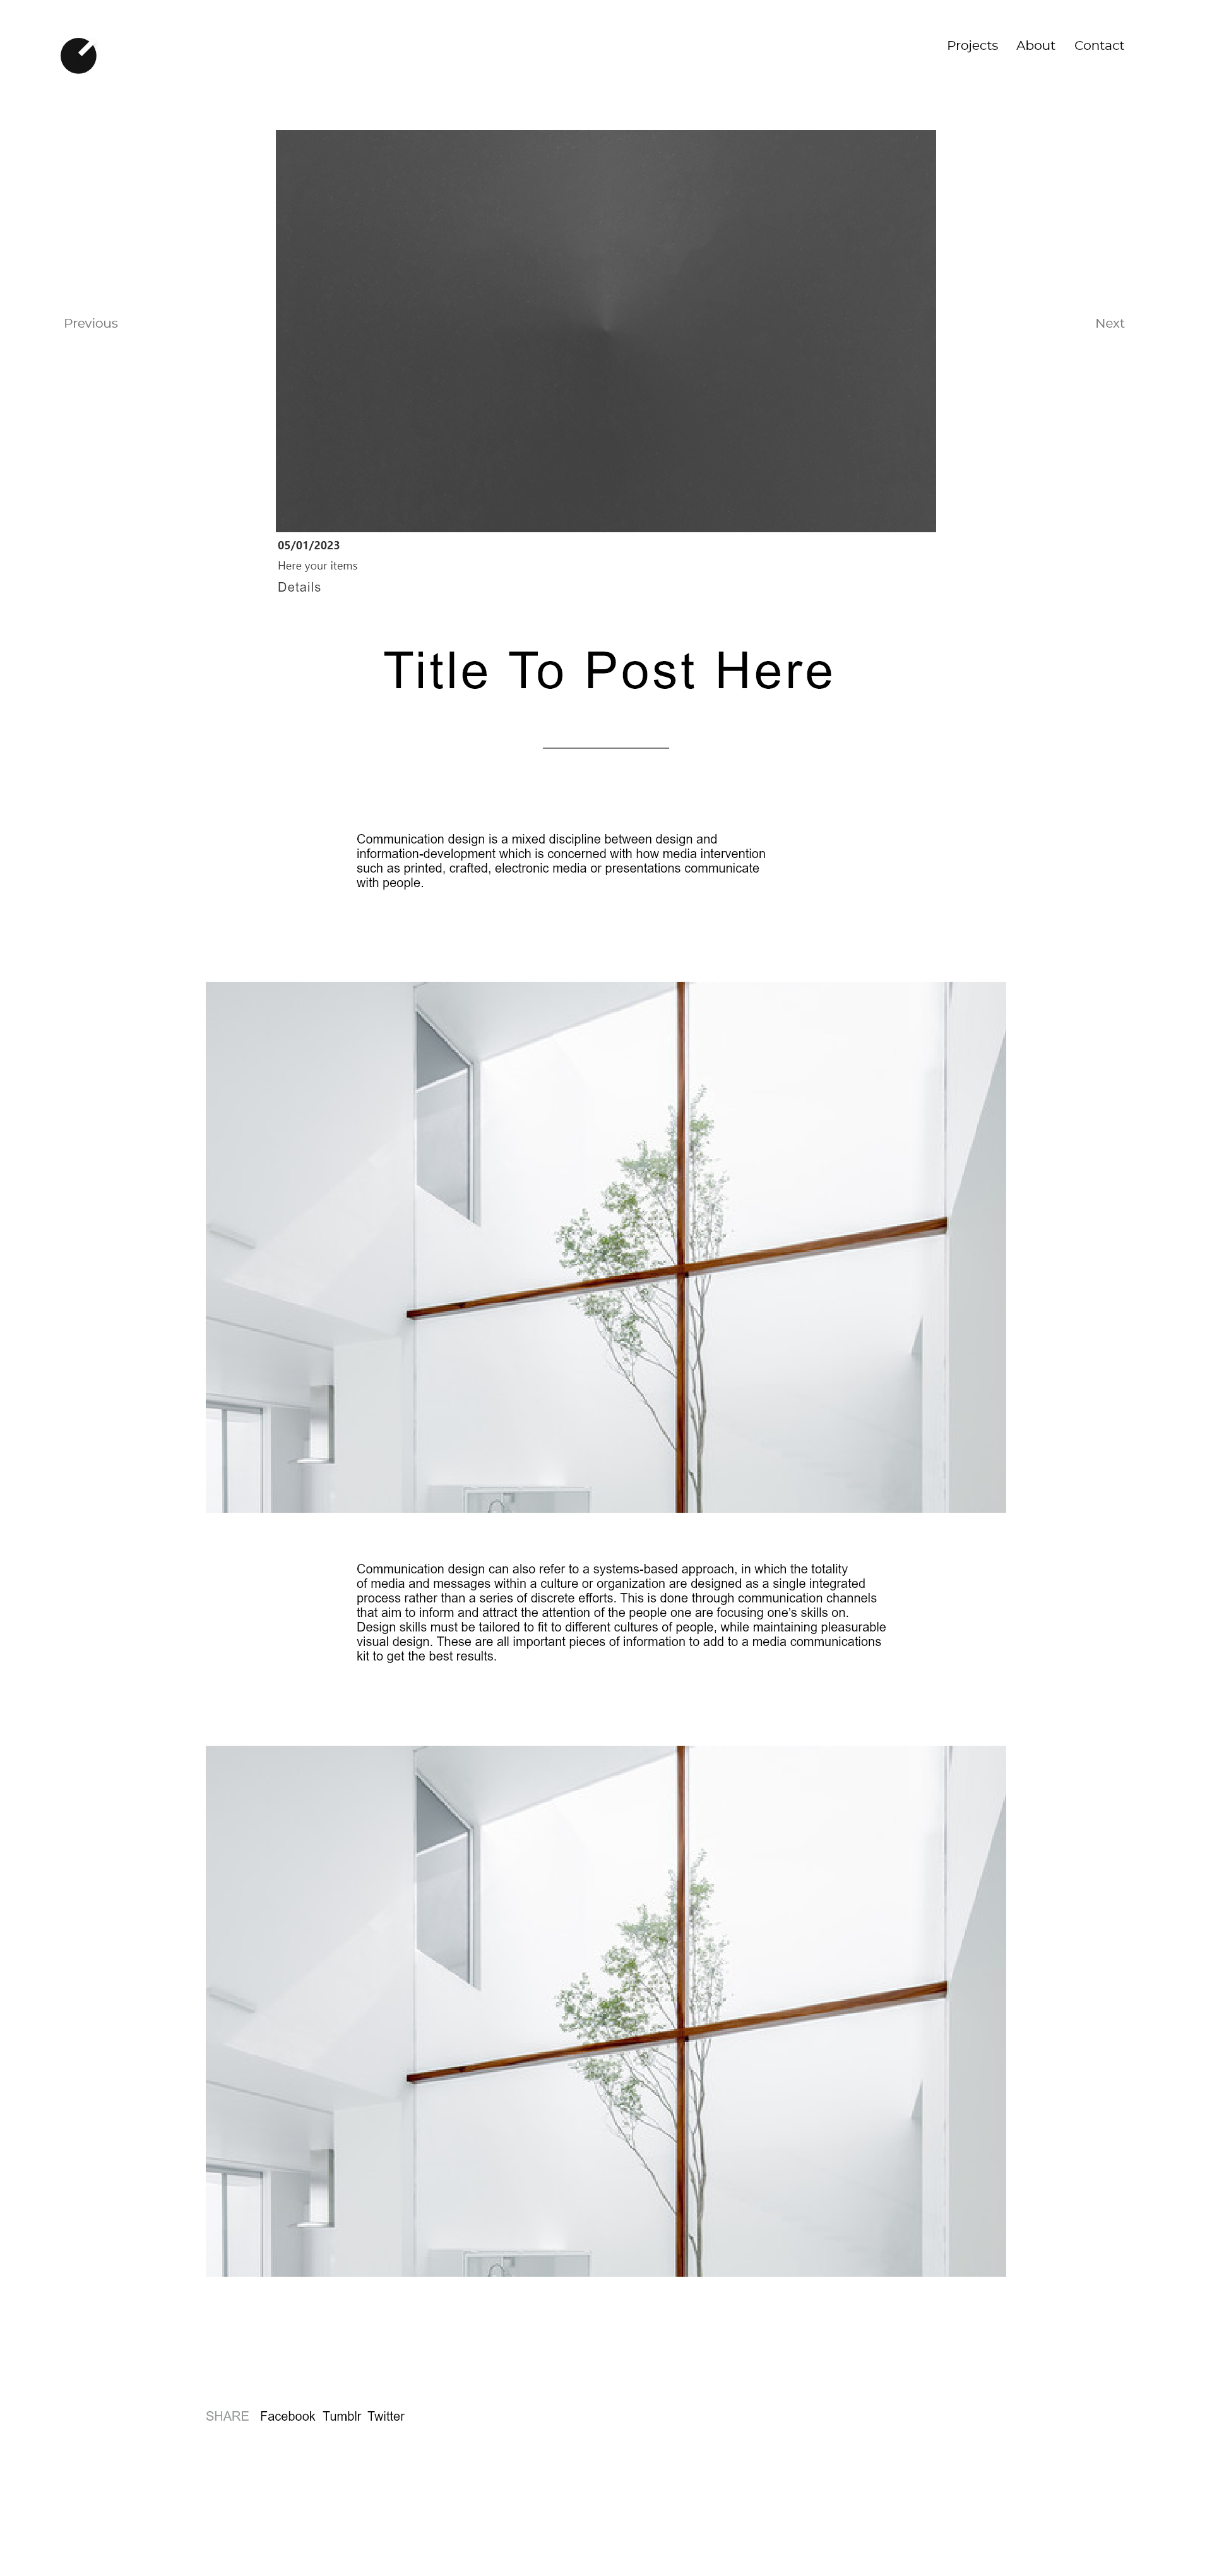 Projects About Contact
Previous
Next
05/01/2023
Here your items
Details
Title To Post Here
Communication design is a mixed discipline between design and
information-development which is concerned with how media intervention
such as printed, crafted, electronic media or presentations communicate
with people.
Communication design can also refer to a systems-based approach, in which the totality
of media and messages within a culture or organization are designed as a single integrated
process rather than a series of discrete efforts. This is done through communication channels
that aim to inform and attract the attention of the people one are focusing one's skills on.
Design skills must be tailored to fit to different cultures of people, while maintaining pleasurable
visual design. These are all important pieces of information to add to a media communications
kit to get the best results.
SHARE Facebook Tumblr Twitter